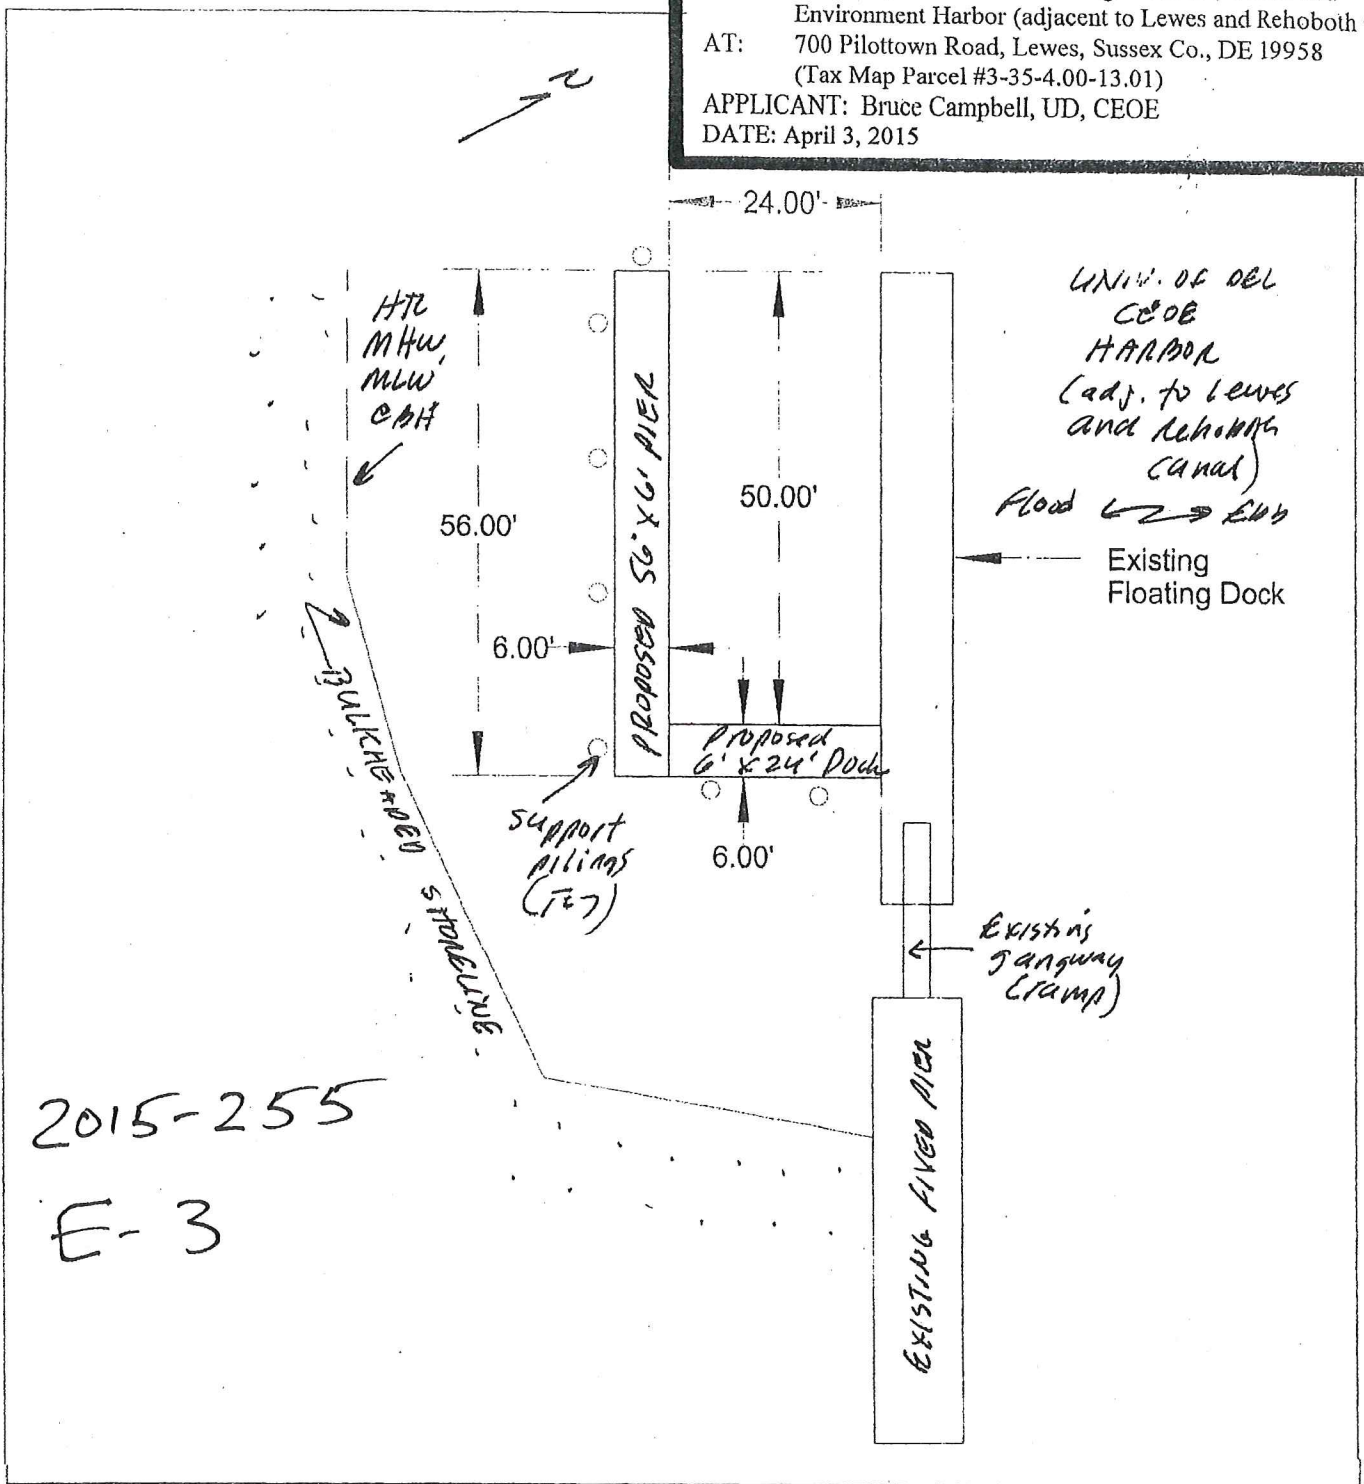 Environment Harbor (adjacent to Lewes and Rehoboth
AT: 700 Pilottown Road, Lewes, Sussex Co., DE 19958
(Tax Map Parcel #3-35-4.00-13.01)
APPLICANT: Bruce Campbell, UD, CEOE
DATE: April 3, 2015
N
24.00'
HTL
MHW,
MLW
@BH
UNIV. OF DEL
CEOE
HARBOR
(adj. to Lewes
and Rehoboth
Canal)
Flood Ebb
Existing
Floating Dock
56.00'
PROPOSED 56' X 6' PIER
50.00'
6.00'
Proposed
6' x 24' Dock
BULKHEADED SHORELINE
support
pilings
(T=7)
6.00'
Existing
gangway
(ramp)
EXISTING FIXED PIER
2015-255
E-3